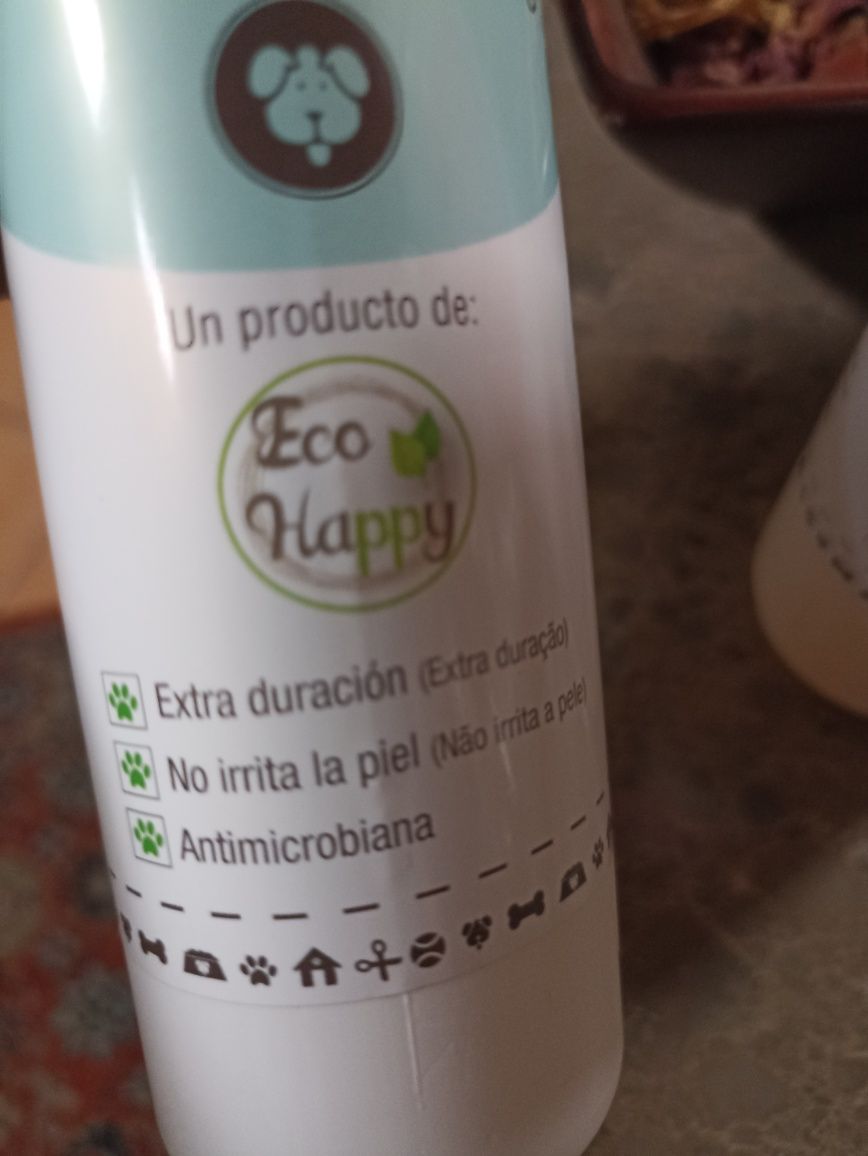 Un producto de:
Eco
Happy
Extra duración (Extra duração)
No irrita la piel (Não irrita a pele)
Antimicrobiana